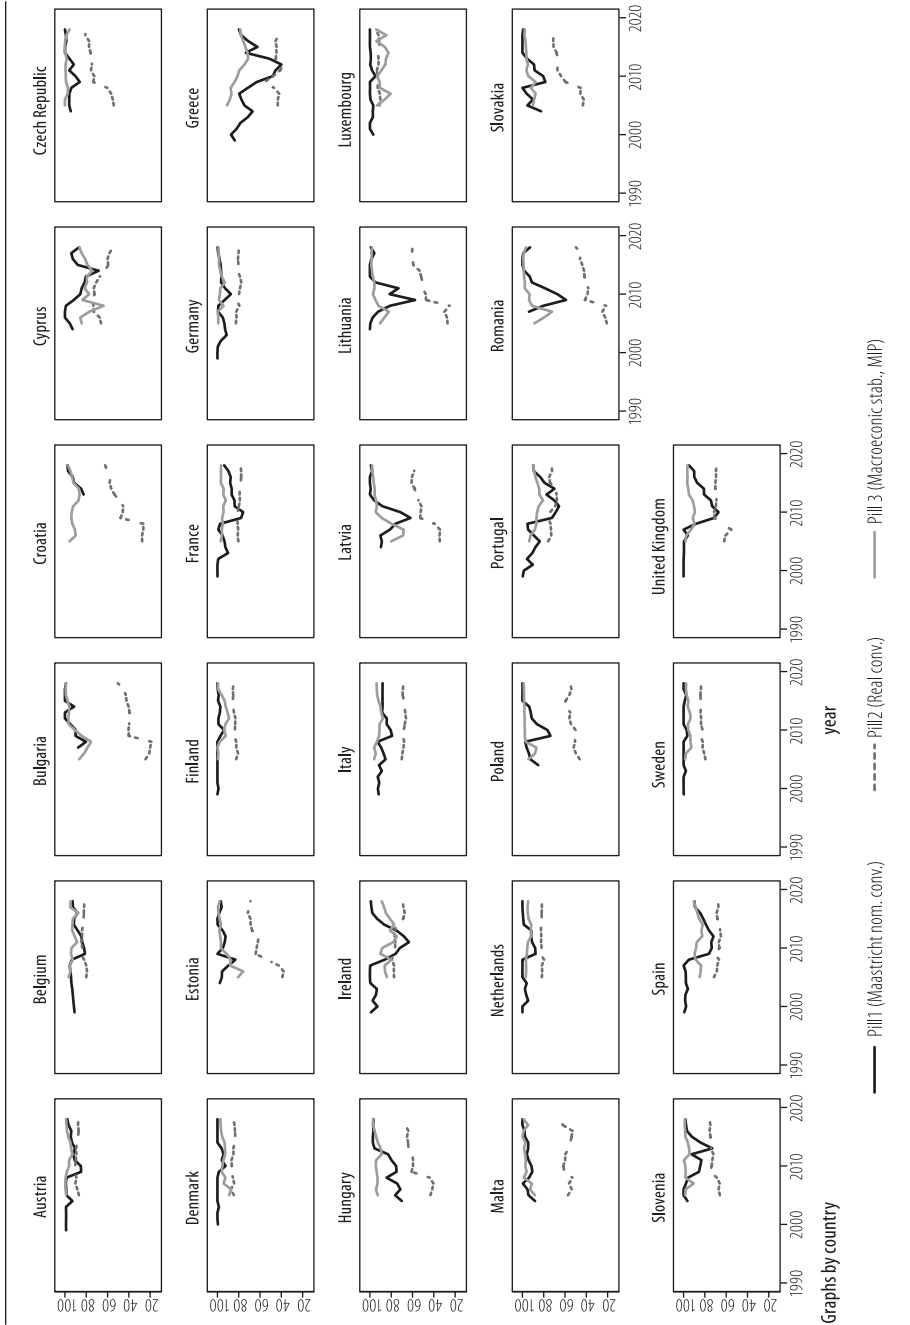 Austria Belgium Bulgaria Croatia Cyprus Czech Republic
100
80
60
40
20
Denmark Estonia Finland France Germany Greece
100
80
60
40
20
Hungary Ireland Italy Latvia Lithuania Luxembourg
100
80
60
40
20
Malta Netherlands Poland Portugal Romania Slovakia
100
80
60
40
20
1990 2000 2010 2020 1990 2000 2010 2020
Slovenia Spain Sweden United Kingdom
100
80
60
40
20
1990 2000 2010 2020 1990 2000 2010 2020 1990 2000 2010 2020 1990 2000 2010 2020
year
Graphs by country
Pill1 (Maastricht nom. conv.) Pill2 (Real conv.) Pill 3 (Macroeconic stab., MIP)